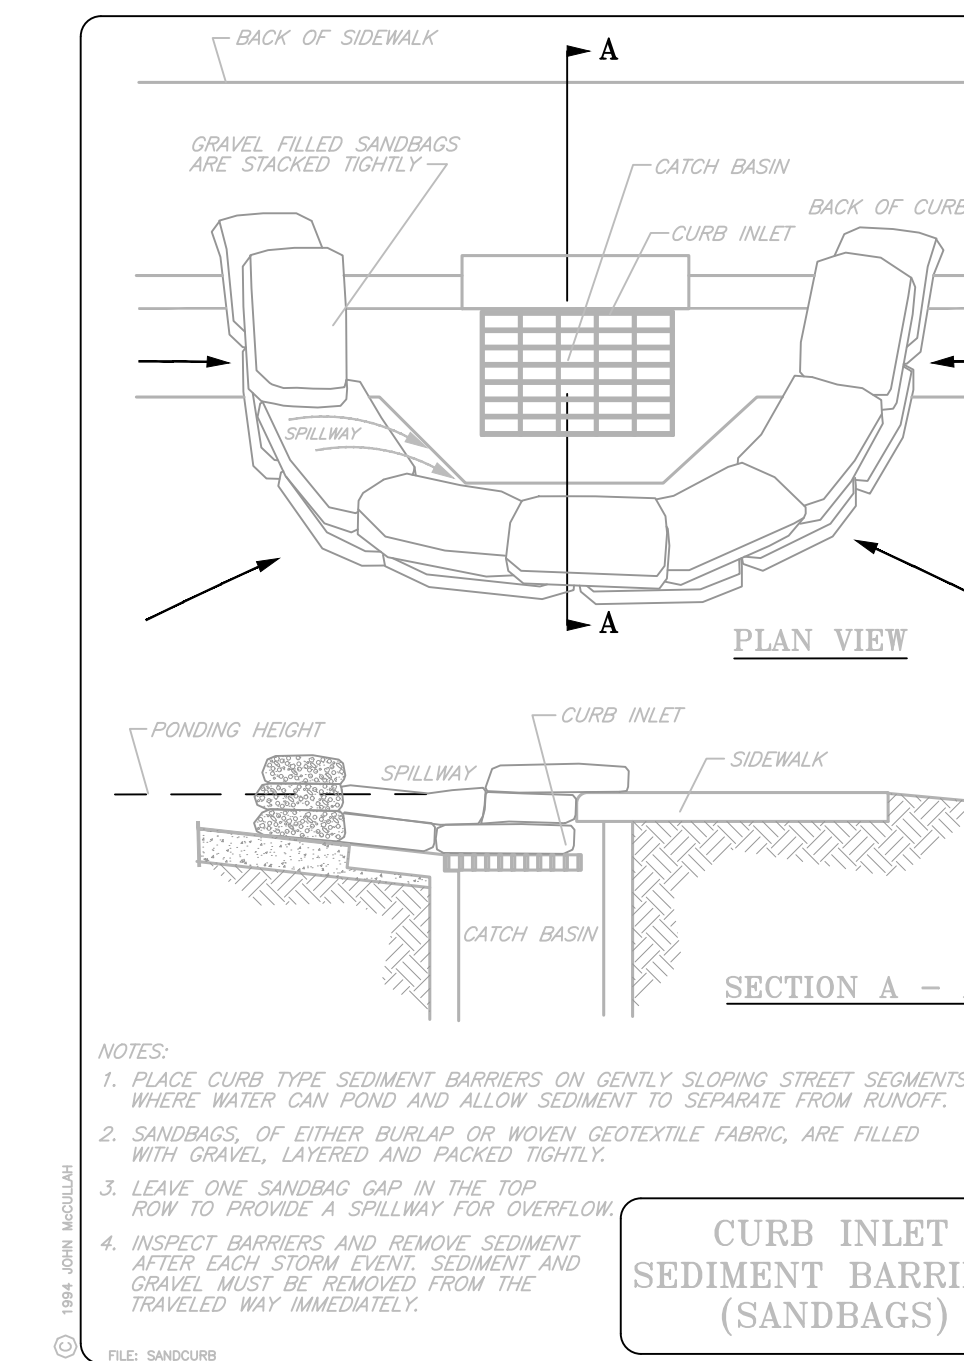 BACK OF SIDEWALK
A
GRAVEL FILLED SANDBAGS
ARE STACKED TIGHTLY
CATCH BASIN
BACK OF CURB
CURB INLET
SPILLWAY
A
PLAN VIEW
PONDING HEIGHT
CURB INLET
SPILLWAY
SIDEWALK
CATCH BASIN
SECTION A -
NOTES:
1. PLACE CURB TYPE SEDIMENT BARRIERS ON GENTLY SLOPING STREET SEGMENTS
WHERE WATER CAN POND AND ALLOW SEDIMENT TO SEPARATE FROM RUNOFF.
2. SANDBAGS, OF EITHER BURLAP OR WOVEN GEOTEXTILE FABRIC, ARE FILLED
WITH GRAVEL, LAYERED AND PACKED TIGHTLY.
3. LEAVE ONE SANDBAG GAP IN THE TOP
ROW TO PROVIDE A SPILLWAY FOR OVERFLOW.
4. INSPECT BARRIERS AND REMOVE SEDIMENT
AFTER EACH STORM EVENT. SEDIMENT AND
GRAVEL MUST BE REMOVED FROM THE
TRAVELED WAY IMMEDIATELY.
CURB INLET
SEDIMENT
(SANDBAGS)
© 1994 JOHN McCULLAH
FILE: SANDCURB